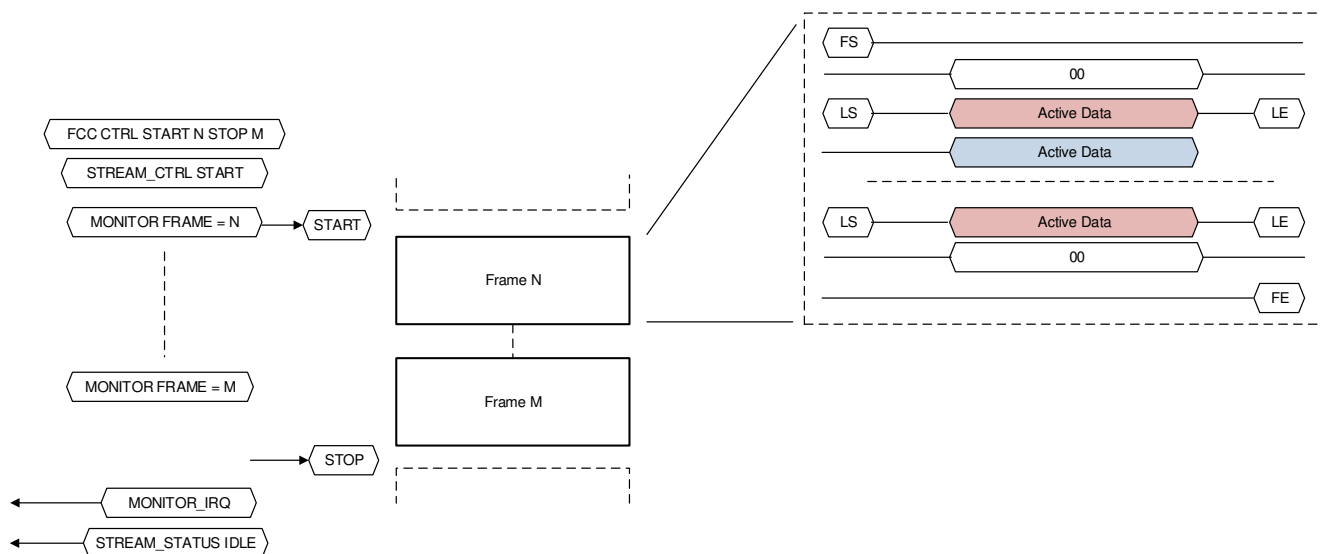 FCC CTRL START N STOP M
STREAM_CTRL START
MONITOR FRAME = N
START
MONITOR FRAME = M
STOP
MONITOR_IRQ
STREAM_STATUS IDLE
Frame N
Frame M
FS
00
LS Active Data LE
Active Data
LS Active Data LE
00
FE